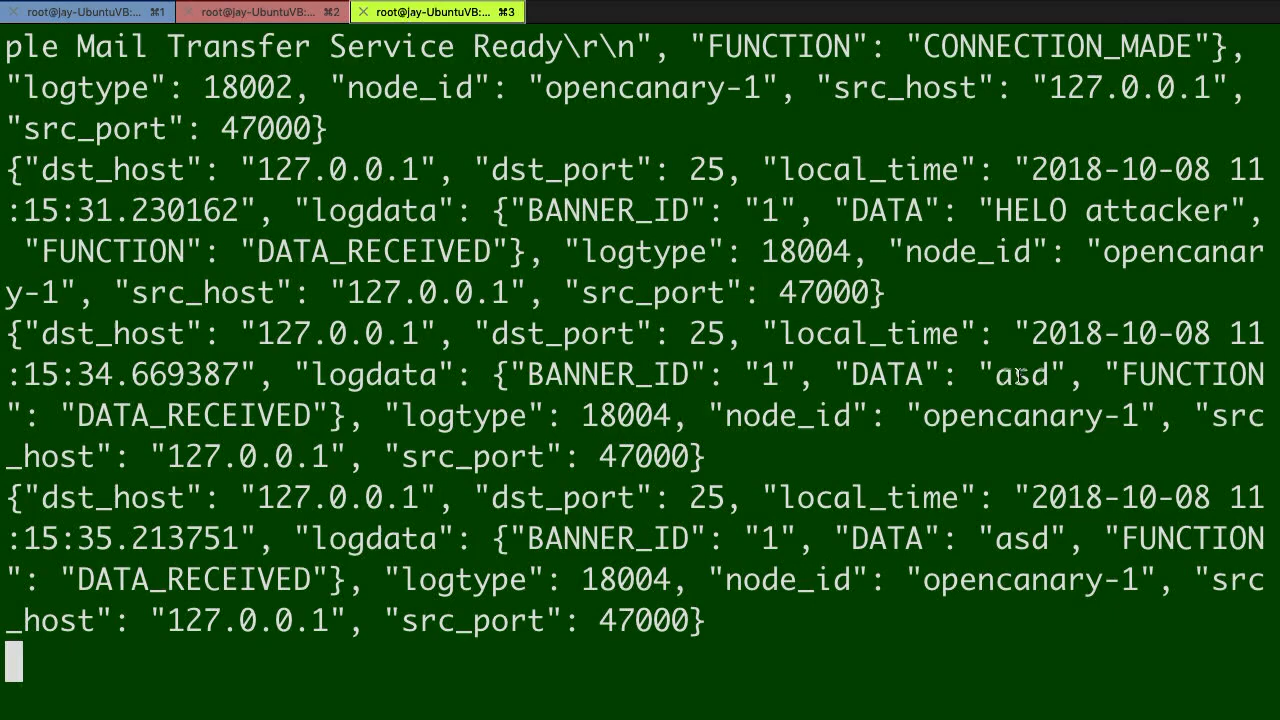 root@jay-UbuntuVB:... ⌘1 root@jay-UbuntuVB:... ⌘2 root@jay-UbuntuVB:... ⌘3
ple Mail Transfer Service Ready\r\n", "FUNCTION": "CONNECTION_MADE"},
"logtype": 18002, "node_id": "opencanary-1", "src_host": "127.0.0.1",
"src_port": 47000}
{"dst_host": "127.0.0.1", "dst_port": 25, "local_time": "2018-10-08 11
:15:31.230162", "logdata": {"BANNER_ID": "1", "DATA": "HELO attacker",
 "FUNCTION": "DATA_RECEIVED"}, "logtype": 18004, "node_id": "opencanar
y-1", "src_host": "127.0.0.1", "src_port": 47000}
{"dst_host": "127.0.0.1", "dst_port": 25, "local_time": "2018-10-08 11
:15:34.669387", "logdata": {"BANNER_ID": "1", "DATA": "asd", "FUNCTION
": "DATA_RECEIVED"}, "logtype": 18004, "node_id": "opencanary-1", "src
_host": "127.0.0.1", "src_port": 47000}
{"dst_host": "127.0.0.1", "dst_port": 25, "local_time": "2018-10-08 11
:15:35.213751", "logdata": {"BANNER_ID": "1", "DATA": "asd", "FUNCTION
": "DATA_RECEIVED"}, "logtype": 18004, "node_id": "opencanary-1", "src
_host": "127.0.0.1", "src_port": 47000}